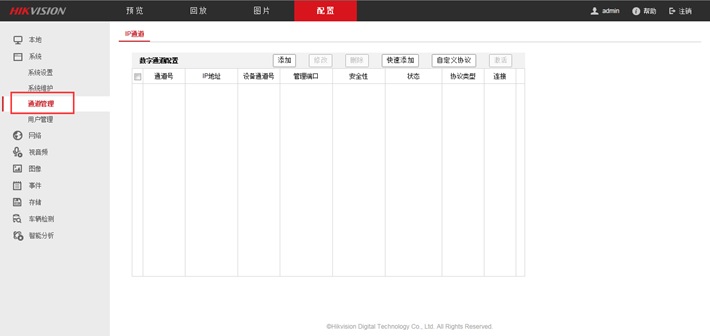 HIKVISION 预览 回放 图片 配置 admin 帮助 注销
本地
系统
系统设置
系统维护
通道管理
用户管理
网络
视音频
图像
事件
存储
车辆检测
智能分析
IP通道
数字通道配置 添加 修改 删除 快速添加 自定义协议 激活
通道号 IP地址 设备通道号 管理端口 安全性 状态 协议类型 连接
©Hikvision Digital Technology Co., Ltd. All Rights Reserved.